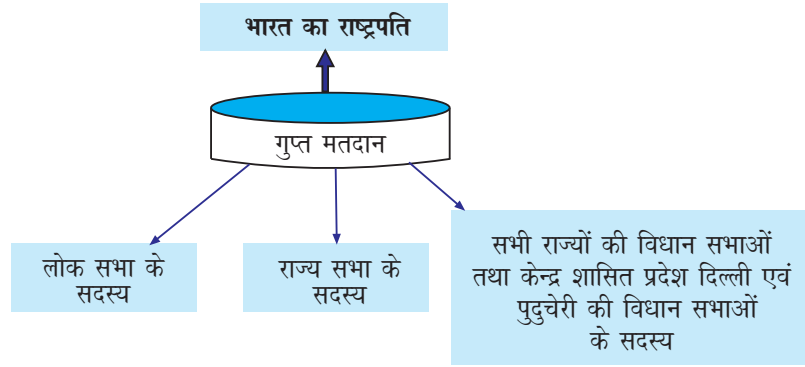 भारत का राष्ट्रपति
गुप्त मतदान
लोक सभा के
सदस्य
राज्य सभा के
सदस्य
सभी राज्यों की विधान सभाओं
तथा केन्द्र शासित प्रदेश दिल्ली एवं
पुदुचेरी की विधान सभाओं
के सदस्य